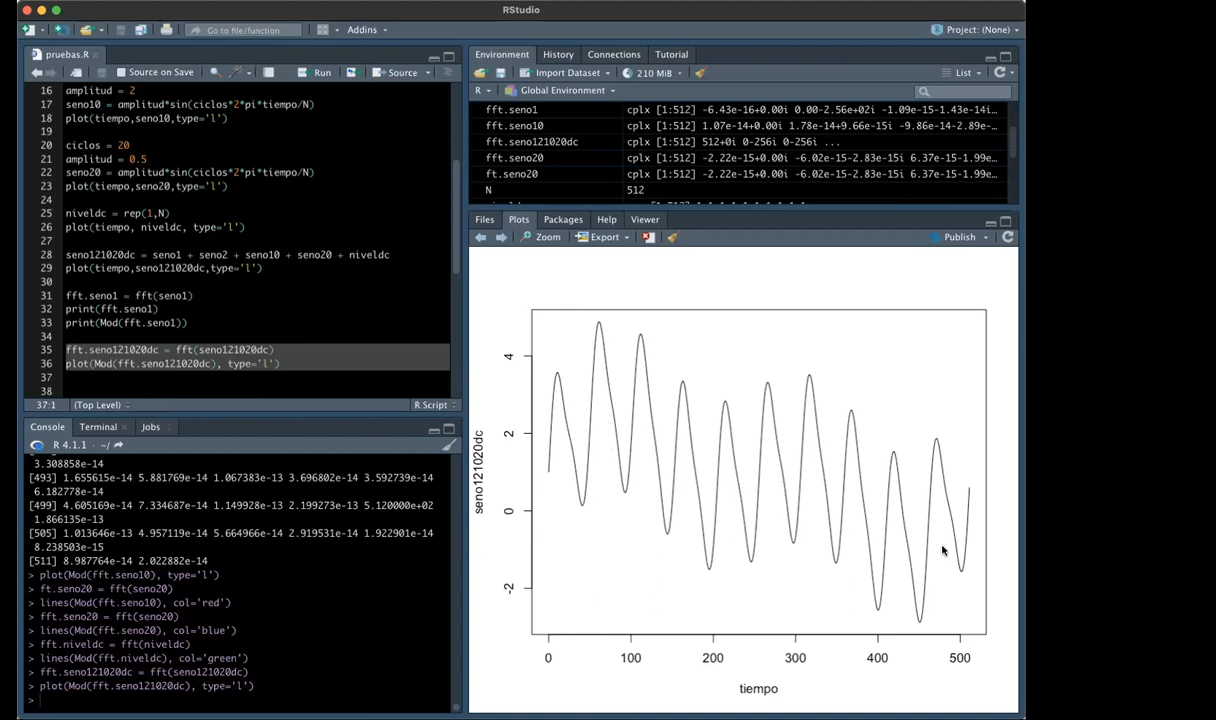 RStudio
Go to file/function
Addins
Project: (None)
pruebas.R
Source on Save
Run
Source
16 amplitud = 2
17 seno10 = amplitud*sin(ciclos*2*pi*tiempo/N)
18 plot(tiempo,seno10,type='l')
19
20 ciclos = 20
21 amplitud = 0.5
22 seno20 = amplitud*sin(ciclos*2*pi*tiempo/N)
23 plot(tiempo,seno20,type='l')
24
25 niveldc = rep(1,N)
26 plot(tiempo, niveldc, type='l')
27
28 seno121020dc = seno1 + seno2 + seno10 + seno20 + niveldc
29 plot(tiempo,seno121020dc,type='l')
30
31 fft.seno1 = fft(seno1)
32 print(fft.seno1)
33 print(Mod(fft.seno1))
34
35 fft.seno121020dc = fft(seno121020dc)
36 plot(Mod(fft.seno121020dc), type='l')
37
38
37:1 (Top Level) R Script
Console Terminal Jobs
R 4.1.1 · ~/
3.308858e-14
[493] 1.655615e-14 5.881769e-14 1.067383e-13 3.696802e-14 3.592739e-14
6.182778e-14
[499] 4.605169e-14 7.334687e-14 1.149928e-13 2.199273e-13 5.120000e+02
1.866135e-13
[505] 1.013646e-13 4.957119e-14 5.664966e-14 2.919531e-14 1.922901e-14
8.238503e-15
[511] 8.987764e-14 2.022882e-14
> plot(Mod(fft.seno10), type='l')
> ft.seno20 = fft(seno20)
> lines(Mod(fft.seno10), col='red')
> fft.seno20 = fft(seno20)
> lines(Mod(fft.seno20), col='blue')
> fft.niveldc = fft(niveldc)
> lines(Mod(fft.niveldc), col='green')
> fft.seno121020dc = fft(seno121020dc)
> plot(Mod(fft.seno121020dc), type='l')
>
Environment History Connections Tutorial
Import Dataset 210 MiB List
R Global Environment
fft.seno1 cplx [1:512] -6.43e-16+0.00i 0.00-2.56e+02i -1.09e-15-1.43e-14i…
fft.seno10 cplx [1:512] 1.07e-14+0.00i 1.78e-14+9.66e-15i -9.86e-14-2.89e-…
fft.seno121020dc cplx [1:512] 512+0i 0-256i 0-256i ...
fft.seno20 cplx [1:512] -2.22e-15+0.00i -6.02e-15-2.83e-15i 6.37e-15-1.99e…
ft.seno20 cplx [1:512] -2.22e-15+0.00i -6.02e-15-2.83e-15i 6.37e-15-1.99e…
N 512
Files Plots Packages Help Viewer
Zoom Export Publish
4
2
0
-2
seno121020dc
0 100 200 300 400 500
tiempo